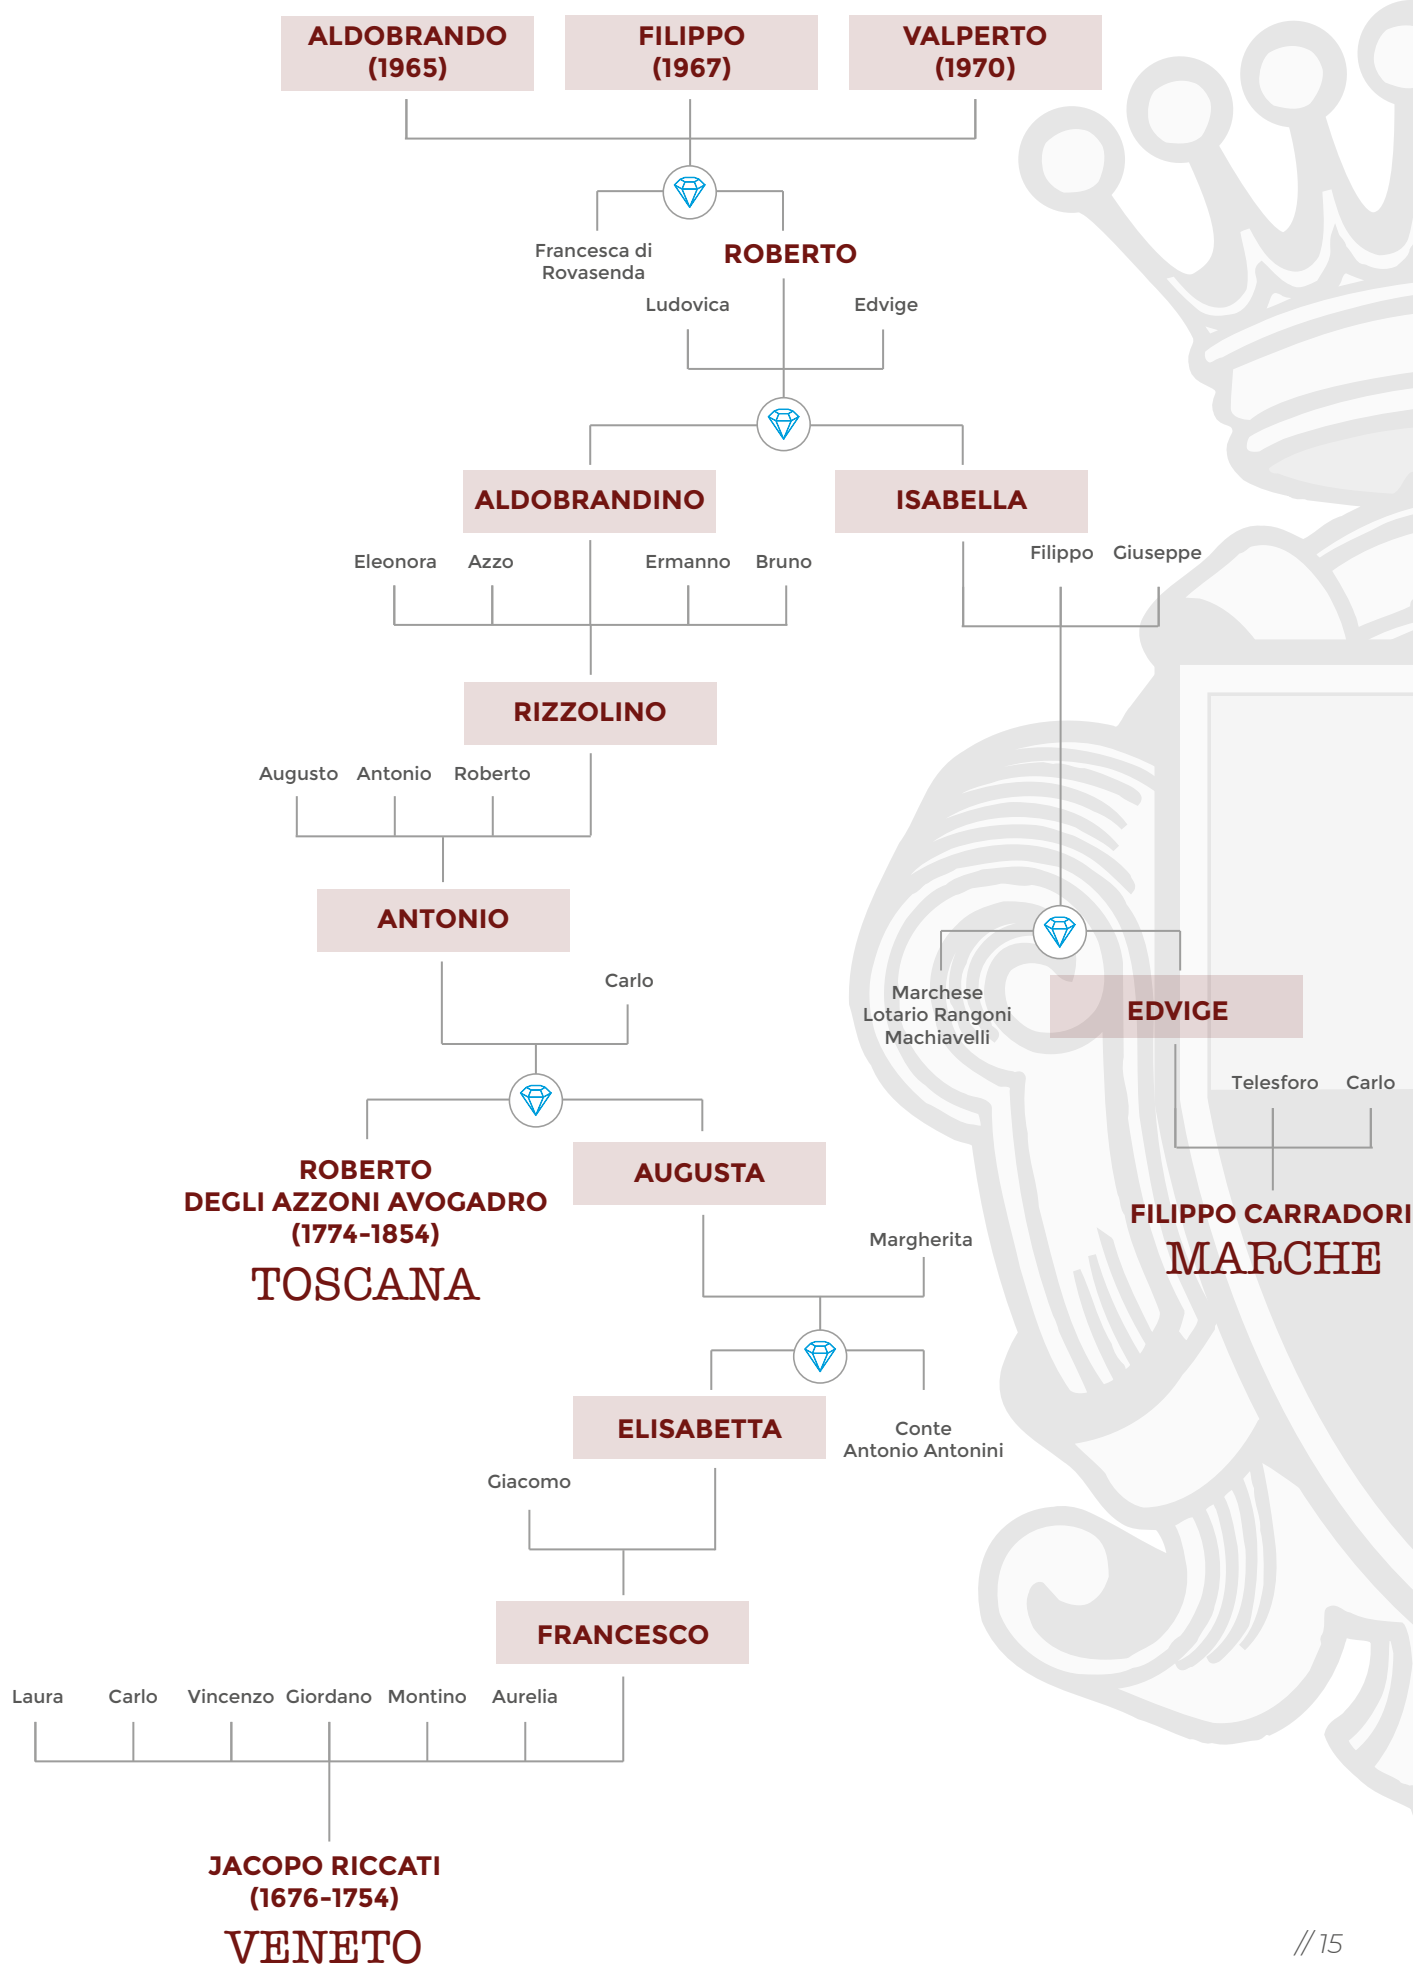 ALDOBRANDO
(1965)
FILIPPO
(1967)
VALPERTO
(1970)
Francesca di
Rovasenda
ROBERTO
Ludovica
Edvige
ALDOBRANDINO
ISABELLA
Eleonora
Azzo
Ermanno
Bruno
Filippo
Giuseppe
RIZZOLINO
Augusto
Antonio
Roberto
ANTONIO
Carlo
Marchese
Lotario Rangoni
Machiavelli
EDVIGE
Telesforo
Carlo
ROBERTO
DEGLI AZZONI AVOGADRO
(1774-1854)
TOSCANA
AUGUSTA
FILIPPO CARRADORI
MARCHE
Margherita
ELISABETTA
Conte
Antonio Antonini
Giacomo
FRANCESCO
Laura
Carlo
Vincenzo
Giordano
Montino
Aurelia
JACOPO RICCATI
(1676-1754)
VENETO
// 15